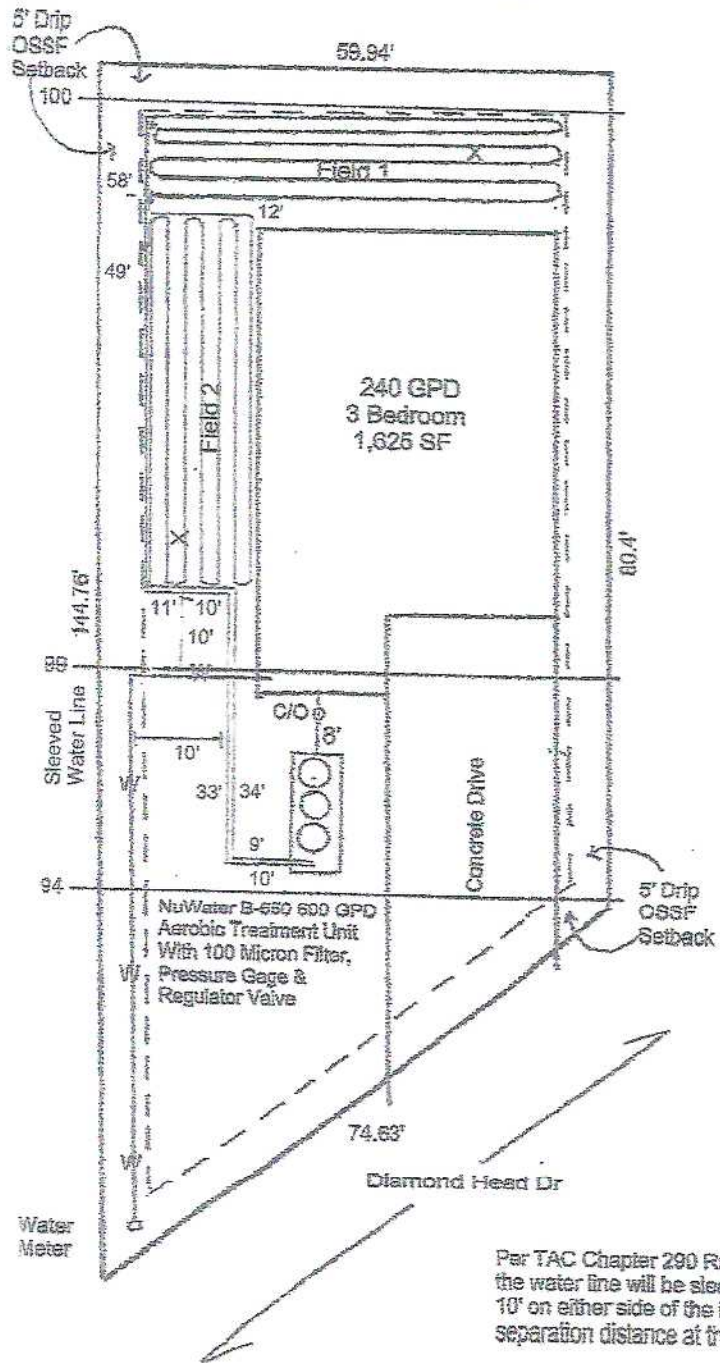 5' Drip
OSSF
Setback
59.94'
100
58'
Field 1
X
12'
49'
240 GPD
3 Bedroom
1,625 SF
Field 2
X
144.76'
11' 10'
10'
Sleeved
Water Line
C/O
8'
10'
W
33' 34'
9'
10'
Concrete Drive
94
NuWater B-550 600 GPD
Aerobic Treatment Unit
With 100 Micron Filter,
Pressure Gage &
Regulator Valve
5' Drip
OSSF
Setback
W
W
74.63'
Diamond Head Dr
Water
Meter
Per TAC Chapter 290
the water line will be
10' on either side of the
separation distance at